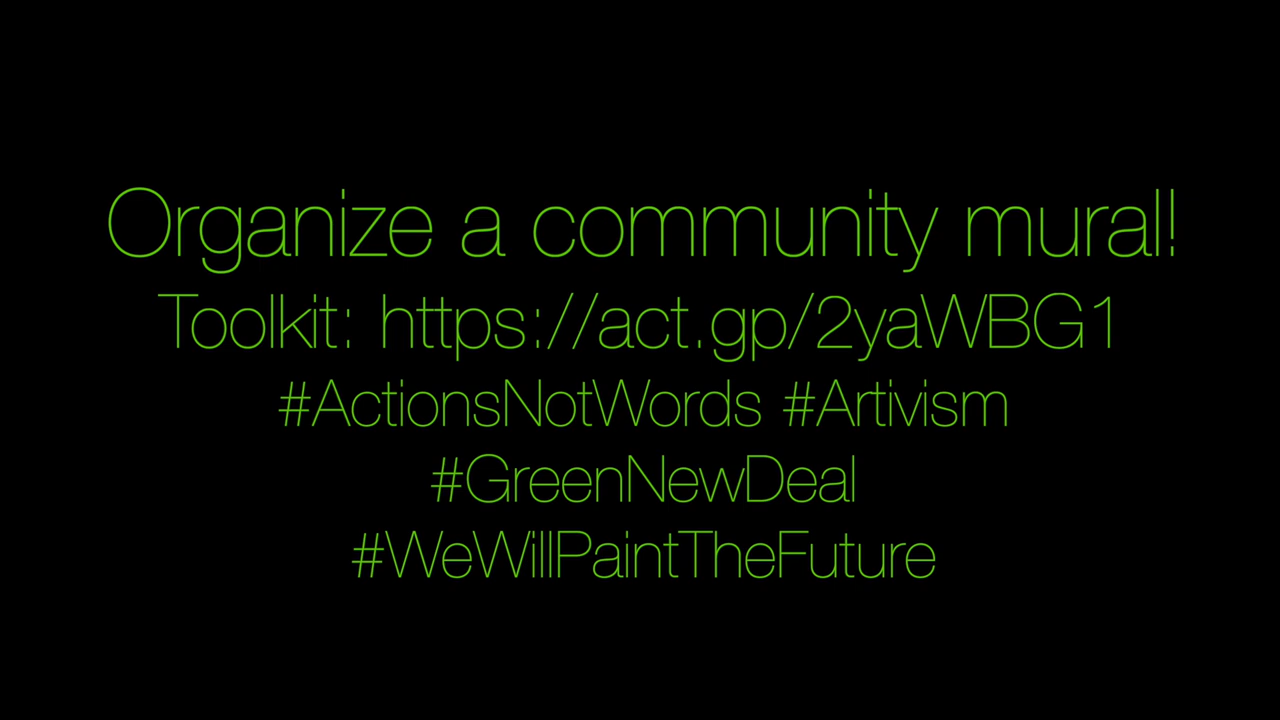 Organize a community mural!
Toolkit: https://act.gp/2yaWBG1
#ActionsNotWords #Artivism
#GreenNewDeal
#WeWillPaintTheFuture